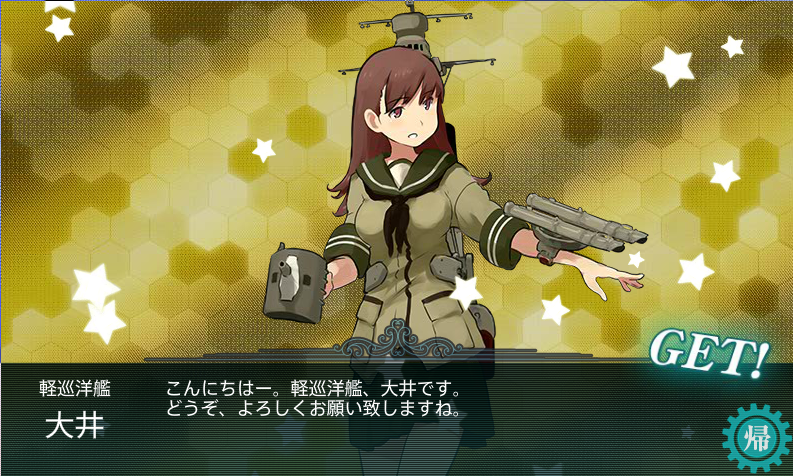 GET!
軽巡洋艦
大井
こんにちはー。軽巡洋艦、大井です。
どうぞ、よろしくお願い致しますね。
帰